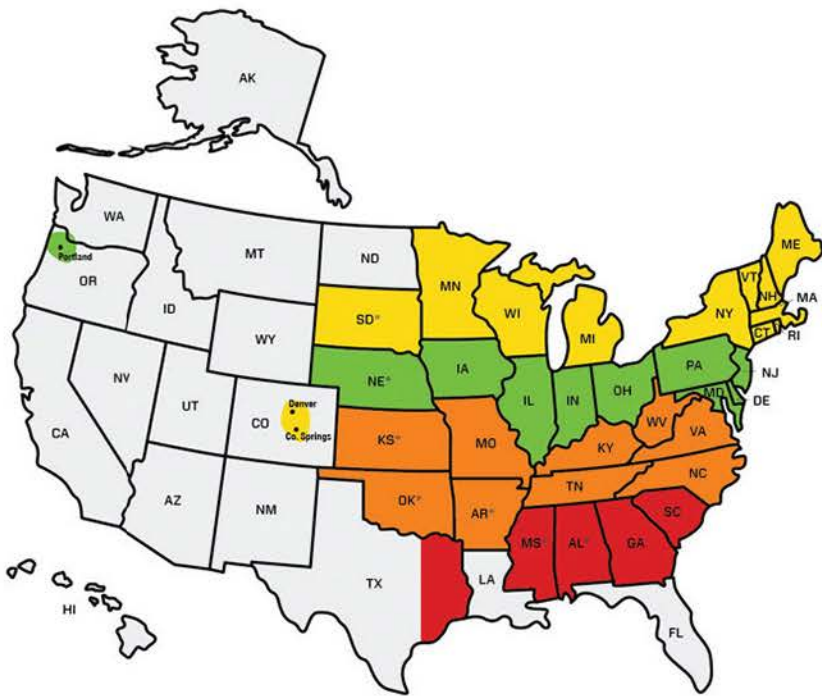 AK
WA
Portland
OR
MT
ND
ID
WY
SD*
MN
WI
MI
NY
VT
NH
ME
MA
CT
RI
NE*
IA
IL
IN
OH
PA
NJ
MD
DE
NV
UT
CO
Denver
Co. Springs
CA
KS*
MO
KY
WV
VA
AZ
NM
OK*
AR*
TN
NC
SC
MS
AL*
GA
TX
LA
FL
HI